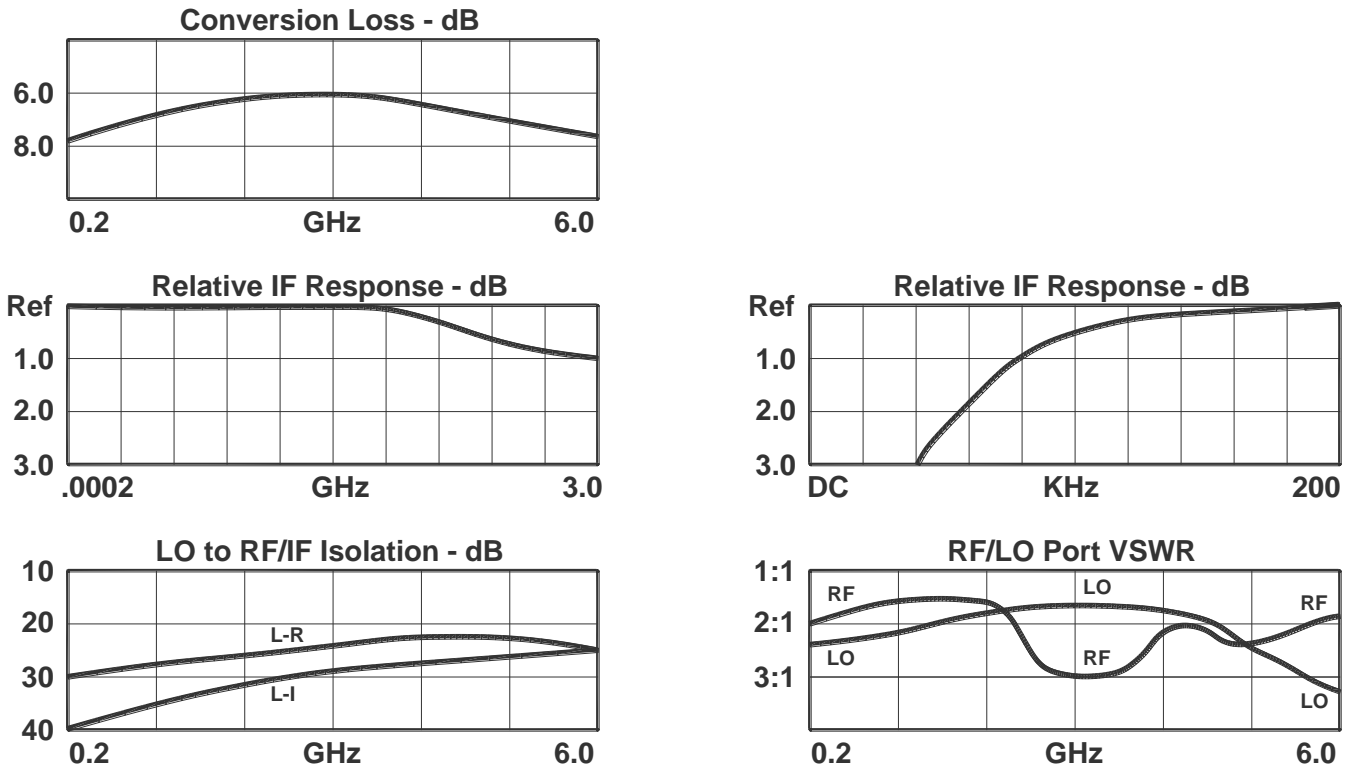 Conversion Loss - dB
6.0
8.0
0.2 GHz 6.0
Relative IF Response - dB
Ref
1.0
2.0
3.0
.0002 GHz 3.0
Relative IF Response - dB
Ref
1.0
2.0
3.0
DC KHz 200
LO to RF/IF Isolation - dB
10
20
L-R
30
L-I
40
0.2 GHz 6.0
RF/LO Port VSWR
1:1
RF LO RF
2:1
LO RF
3:1
LO
0.2 GHz 6.0